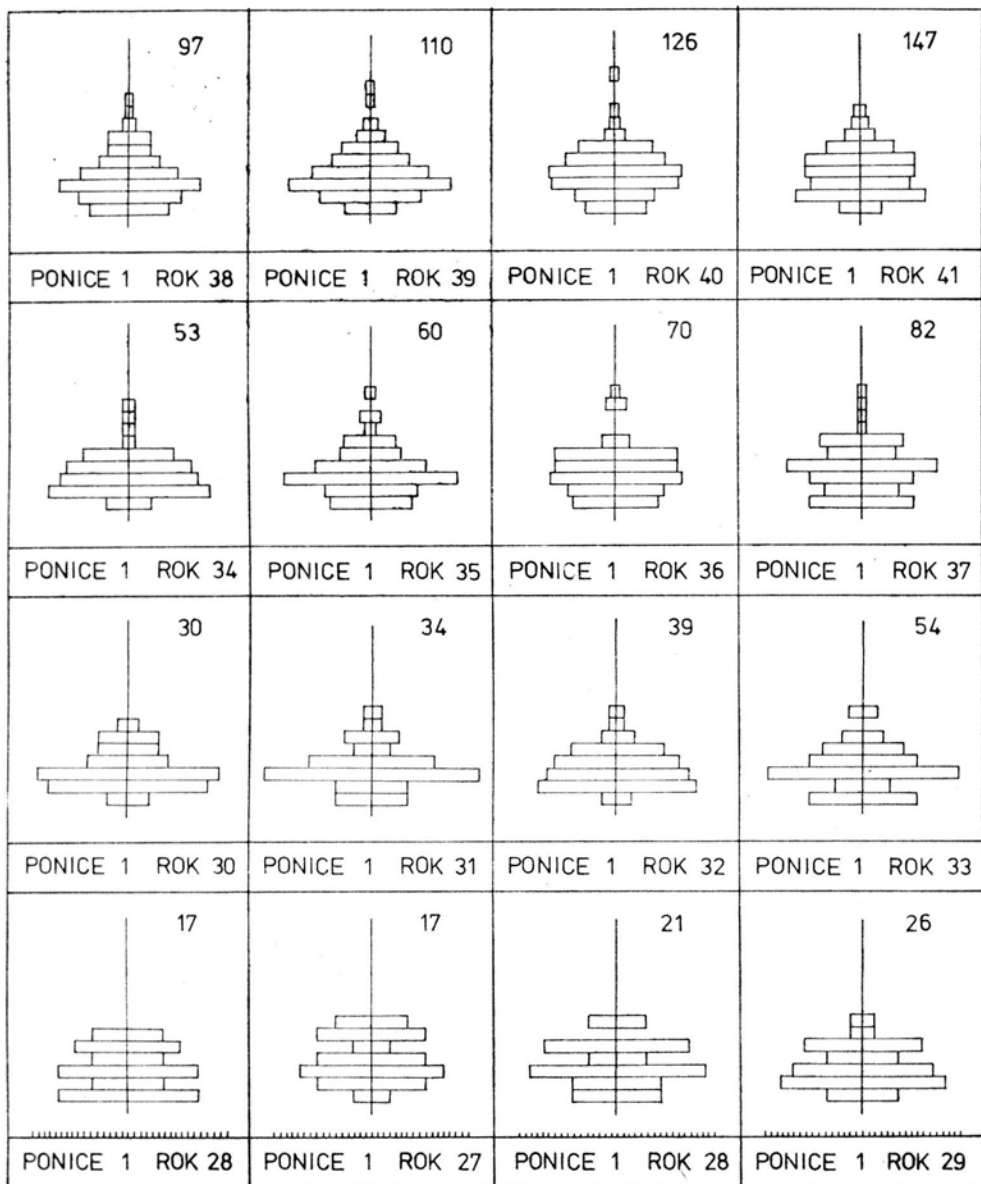 97 110 126 147
PONICE 1 ROK 38 PONICE 1 ROK 39 PONICE 1 ROK 40 PONICE 1 ROK 41
53 60 70 82
PONICE 1 ROK 34 PONICE 1 ROK 35 PONICE 1 ROK 36 PONICE 1 ROK 37
30 34 39 54
PONICE 1 ROK 30 PONICE 1 ROK 31 PONICE 1 ROK 32 PONICE 1 ROK 33
17 17 21 26
PONICE 1 ROK 28 PONICE 1 ROK 27 PONICE 1 ROK 28 PONICE 1 ROK 29